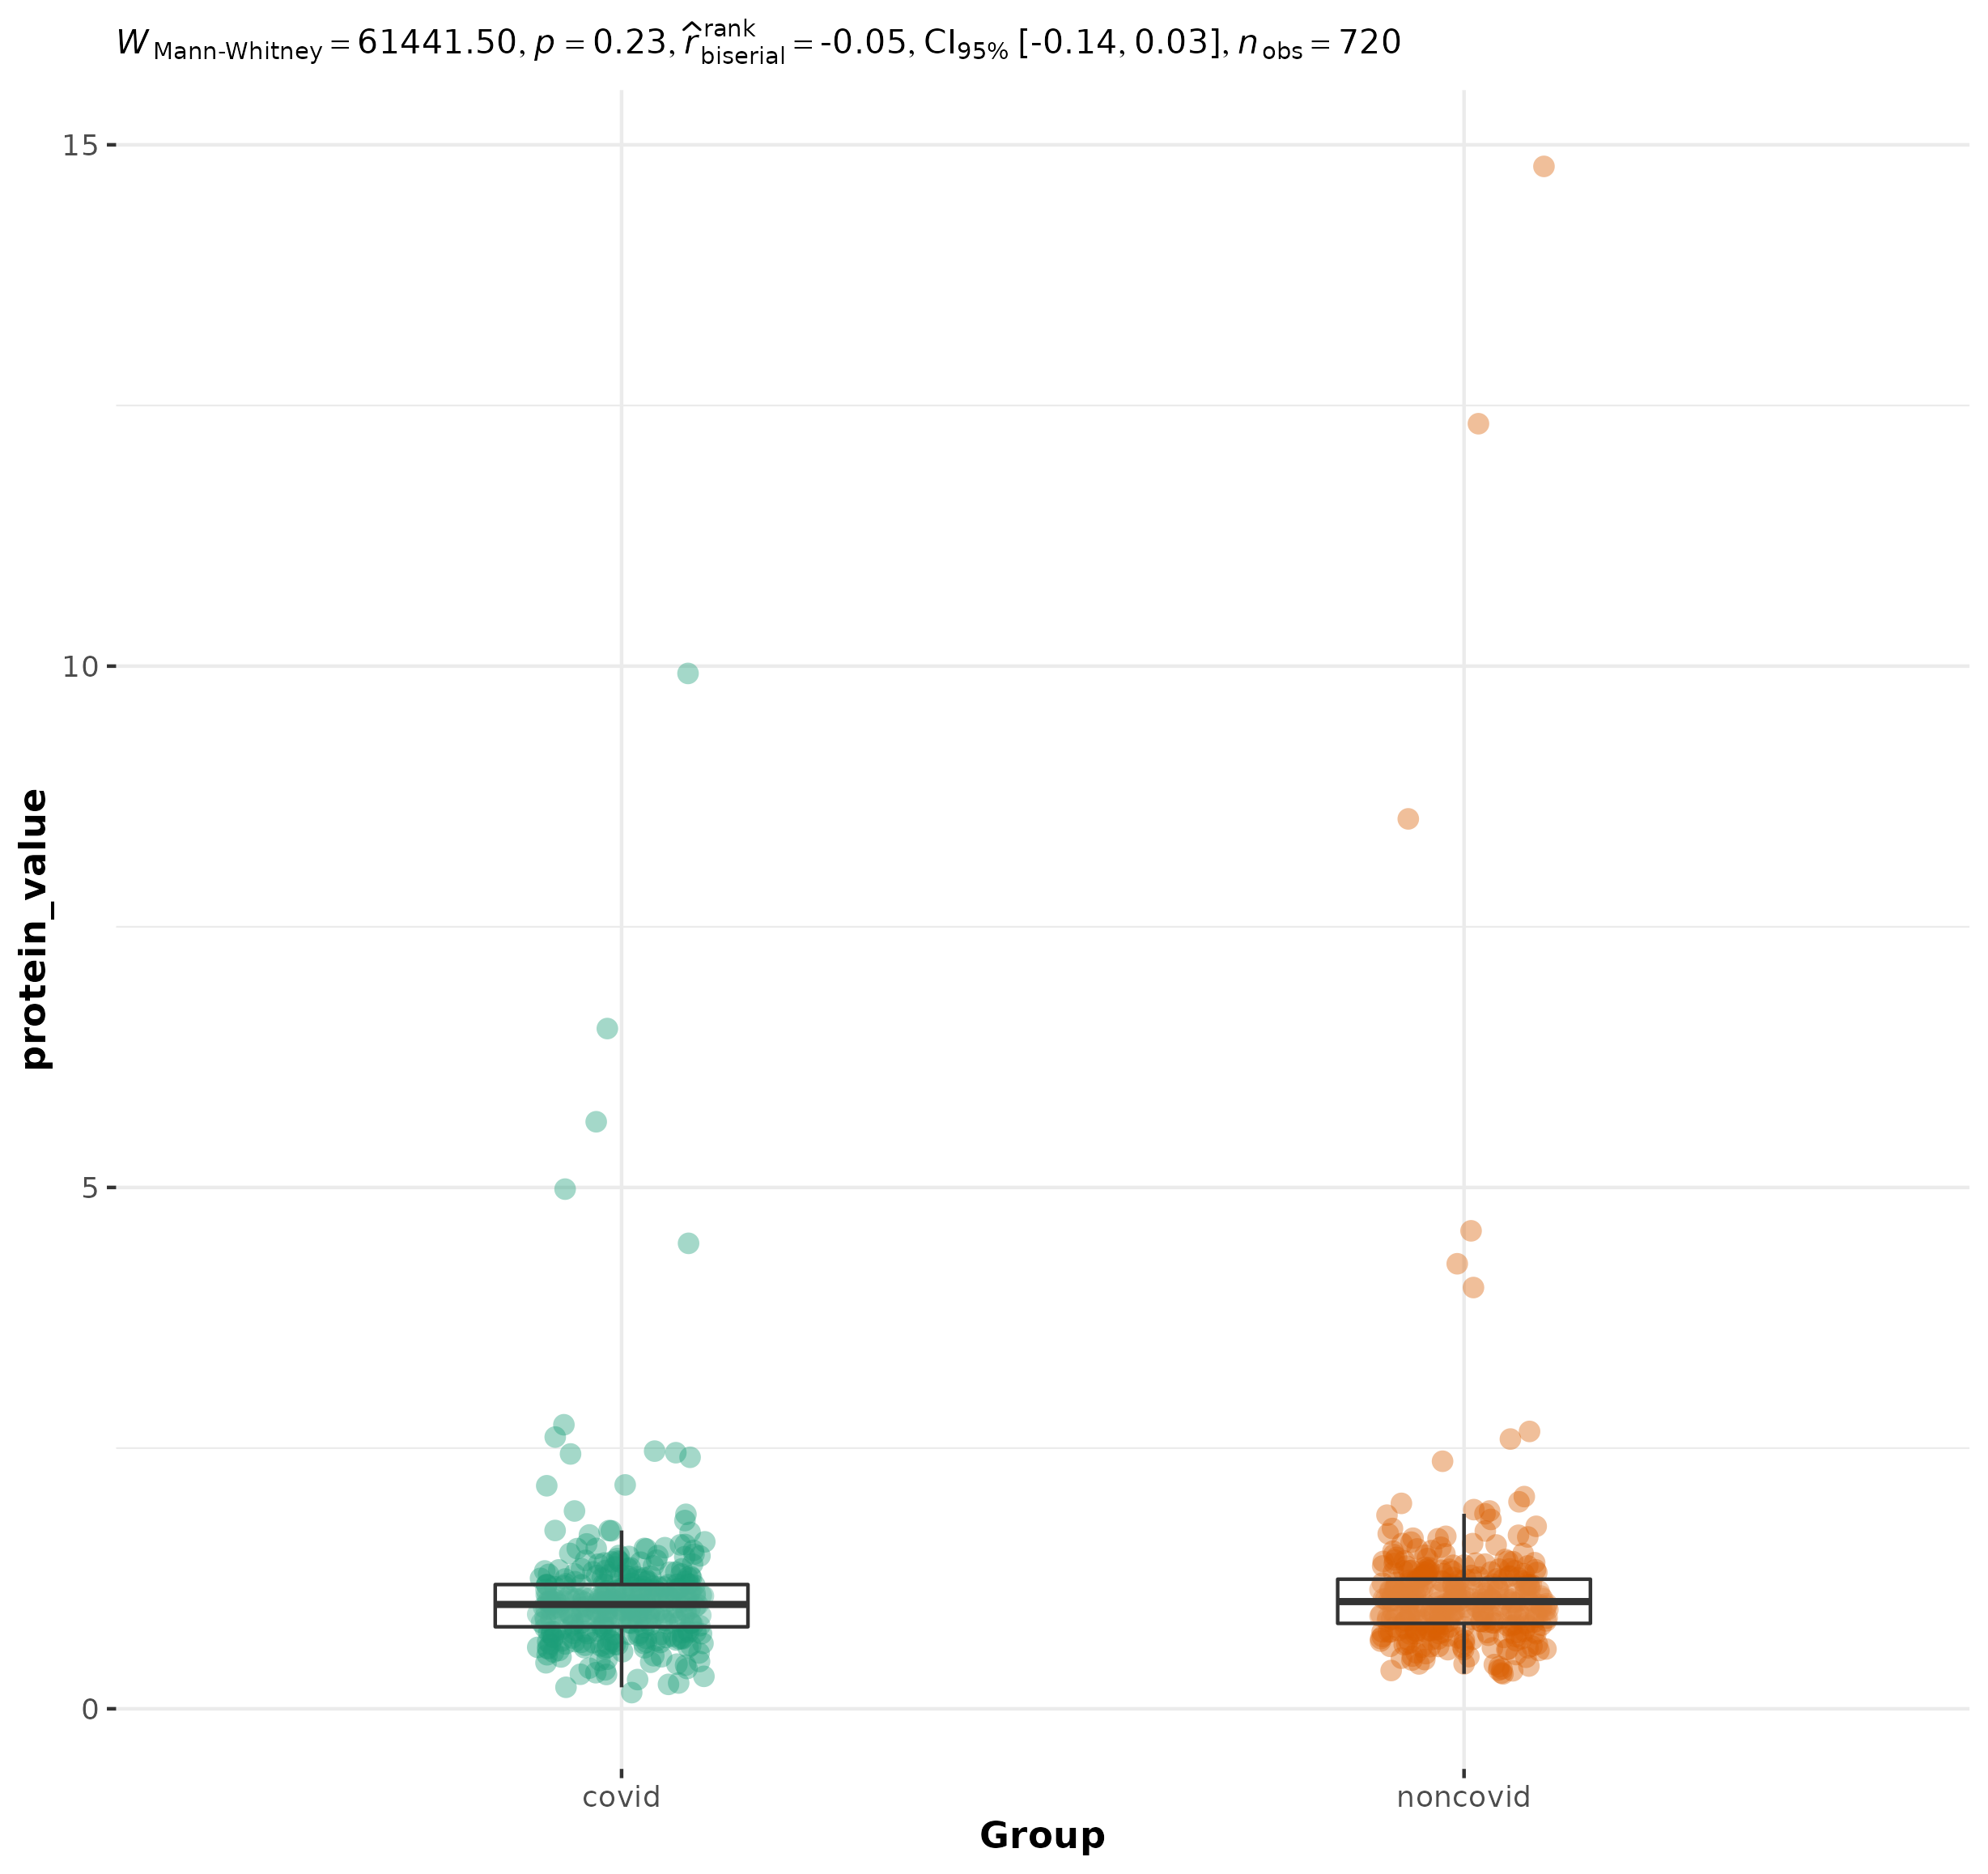 W Mann-Whitney = 61441.50, p = 0.23, r̂ rank biserial = -0.05, CI95% [-0.14, 0.03], n obs = 720
15
10
5
0
protein_value
covid
noncovid
Group